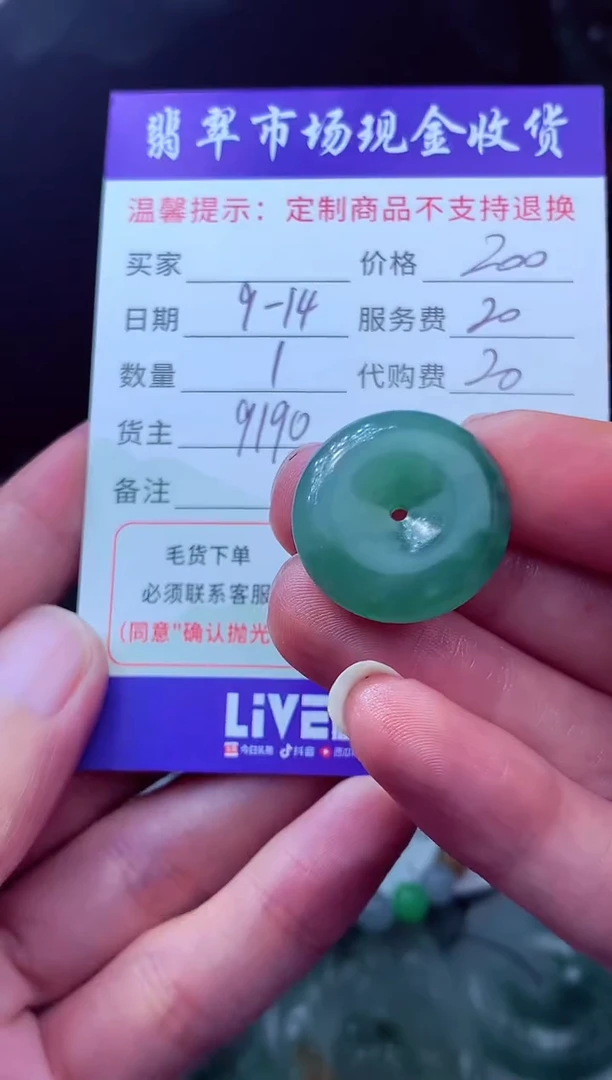 翡翠市场现金收货
温馨提示：定制商品不支持退换
买家 价格 200
日期 9-14 服务费 20
数量 1 代购费 20
货主 9190
备注
毛货下单
必须联系客服
(同意"确认抛光
LiVE
今日头条 抖音 西瓜